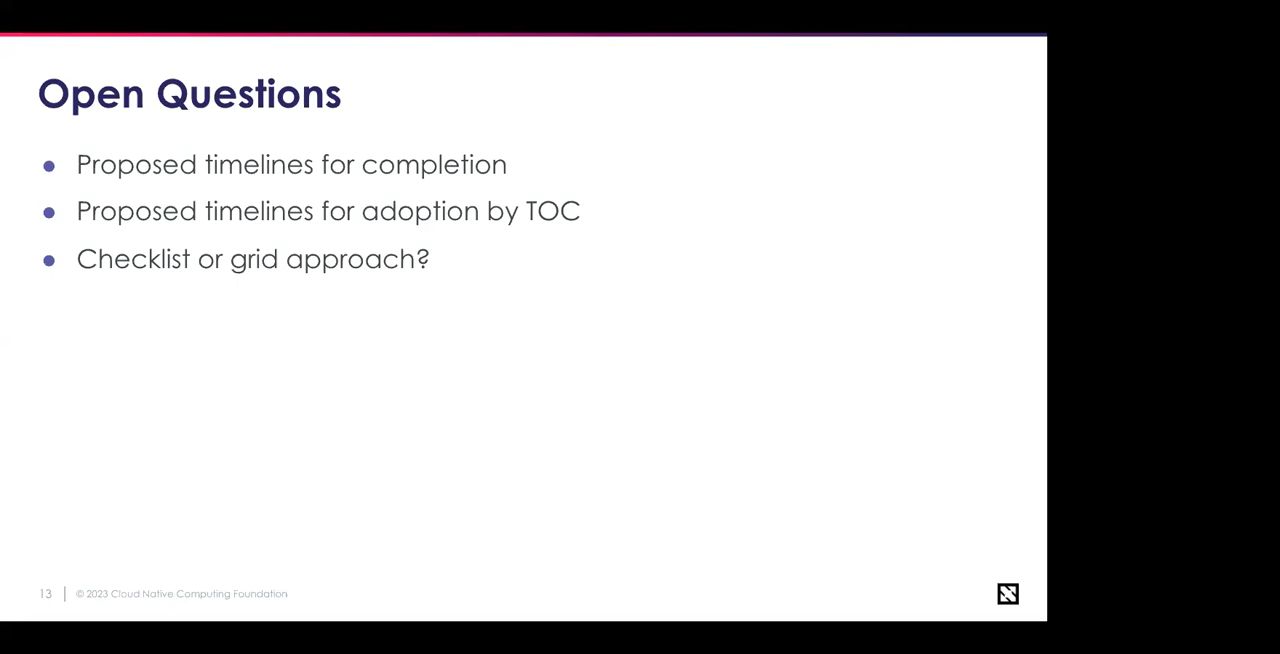 Open Questions
● Proposed timelines for completion
● Proposed timelines for adoption by TOC
● Checklist or grid approach?
13 | © 2023 Cloud Native Computing Foundation